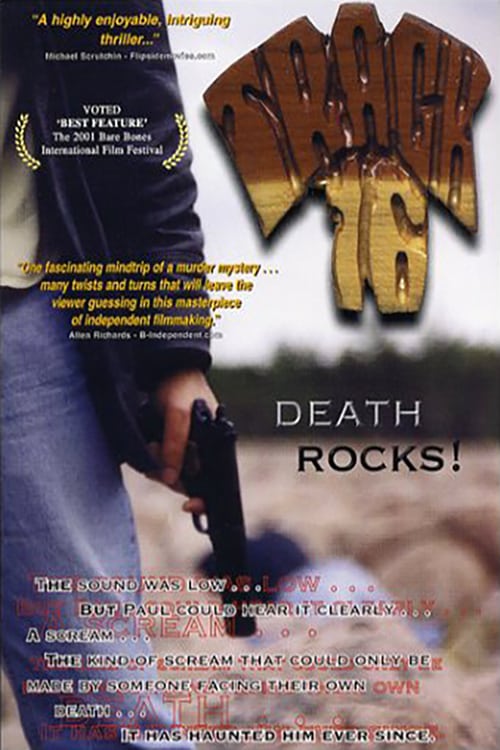 "A highly enjoyable, intriguing
thriller..."
Michael Scrutchin - Flipsidemovies.com
VOTED
'BEST FEATURE'
The 2001 Bare Bones
International Film Festival
TRACK
16
"One fascinating mindtrip of a murder mystery . . .
many twists and turns that will leave the
viewer guessing in this masterpiece
of independent filmmaking."
Allen Richards - B-Independent.com
DEATH
ROCKS!
THE SOUND WAS LOW . . .
BUT PAUL COULD HEAR IT CLEARLY . . .
A SCREAM . . .
THE KIND OF SCREAM THAT COULD ONLY BE
MADE BY SOMEONE FACING THEIR OWN
DEATH . . .
IT HAS HAUNTED HIM EVER SINCE.